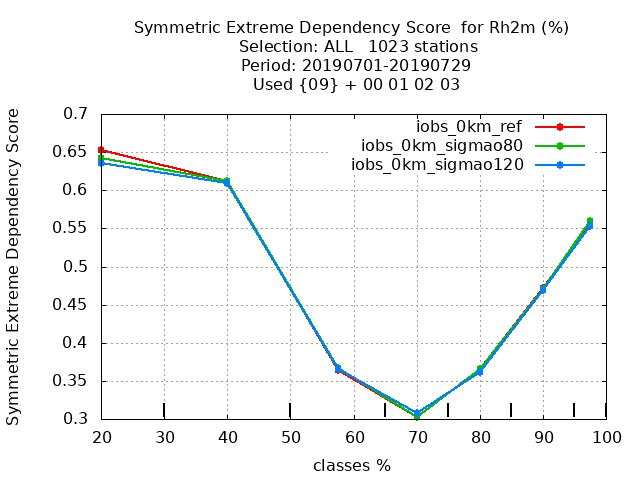 Symmetric Extreme Dependency Score  for Rh2m (%)
Selection: ALL   1023 stations
Period: 20190701-20190729
Used {09} + 00 01 02 03
Symmetric Extreme Dependency Score
0.7
0.65
0.6
0.55
0.5
0.45
0.4
0.35
0.3
iobs_0km_ref
iobs_0km_sigmao80
iobs_0km_sigmao120
20 30 40 50 60 70 80 90 100
classes %